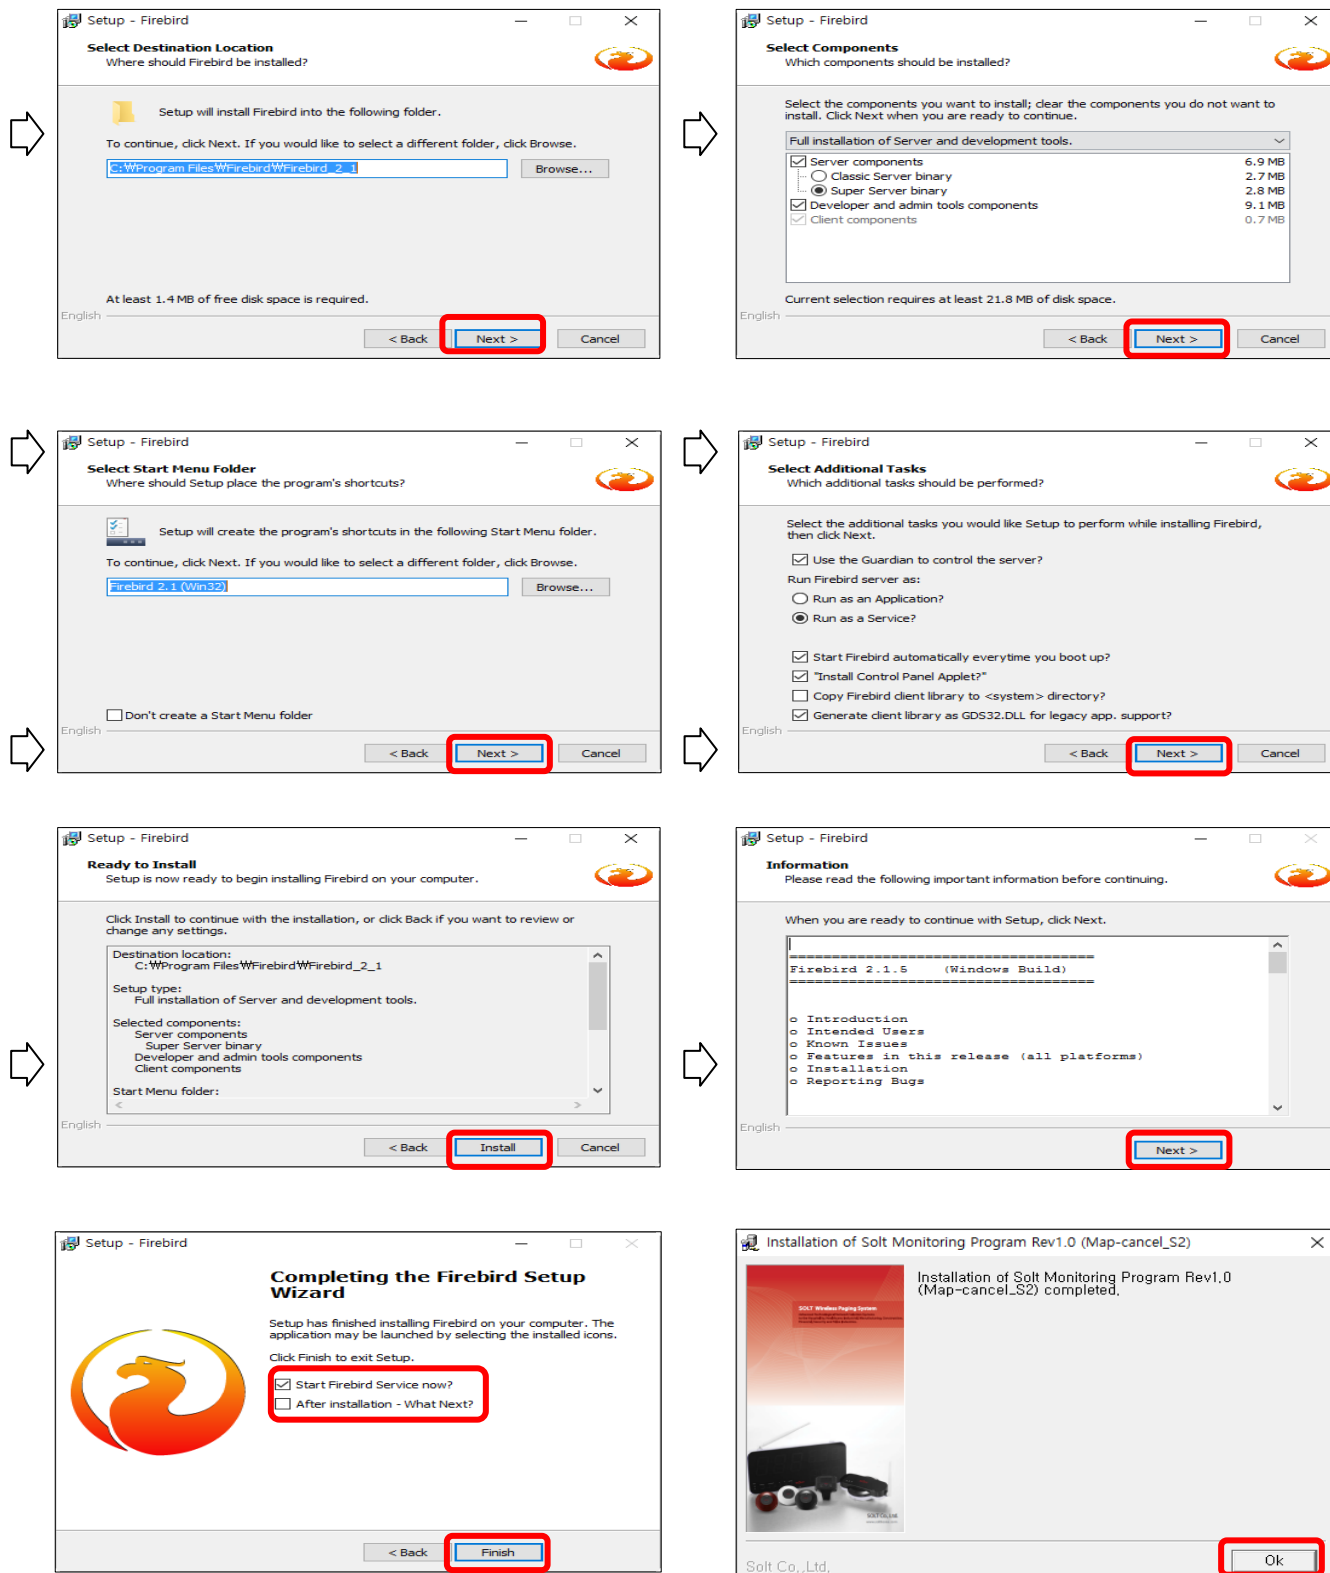 Setup - Firebird
Select Destination Location
Where should Firebird be installed?
Setup will install Firebird into the following folder.
To continue, click Next. If you would like to select a different folder, click Browse.
C:₩Program Files₩Firebird₩Firebird_2_1
Browse...
At least 1.4 MB of free disk space is required.
English
< Back
Next >
Cancel
Setup - Firebird
Select Components
Which components should be installed?
Select the components you want to install; clear the components you do not want to
install. Click Next when you are ready to continue.
Full installation of Server and development tools.
Server components 6.9 MB
Classic Server binary 2.7 MB
Super Server binary 2.8 MB
Developer and admin tools components 9.1 MB
Client components 0.7 MB
Current selection requires at least 21.8 MB of disk space.
English
< Back
Next >
Cancel
Setup - Firebird
Select Start Menu Folder
Where should Setup place the program's shortcuts?
Setup will create the program's shortcuts in the following Start Menu folder.
To continue, click Next. If you would like to select a different folder, click Browse.
Firebird 2.1 (Win32)
Browse...
Don't create a Start Menu folder
English
< Back
Next >
Cancel
Setup - Firebird
Select Additional Tasks
Which additional tasks should be performed?
Select the additional tasks you would like Setup to perform while installing Firebird,
then click Next.
Use the Guardian to control the server?
Run Firebird server as:
Run as an Application?
Run as a Service?
Start Firebird automatically everytime you boot up?
"Install Control Panel Applet?"
Copy Firebird client library to <system> directory?
Generate client library as GDS32.DLL for legacy app. support?
English
< Back
Next >
Cancel
Setup - Firebird
Ready to Install
Setup is now ready to begin installing Firebird on your computer.
Click Install to continue with the installation, or click Back if you want to review or
change any settings.
Destination location:
C:₩Program Files₩Firebird₩Firebird_2_1
Setup type:
Full installation of Server and development tools.
Selected components:
Server components
Super Server binary
Developer and admin tools components
Client components
Start Menu folder:
English
< Back
Install
Cancel
Setup - Firebird
Information
Please read the following important information before continuing.
When you are ready to continue with Setup, click Next.
====================================
Firebird 2.1.5 (Windows Build)
====================================
o Introduction
o Intended Users
o Known Issues
o Features in this release (all platforms)
o Installation
o Reporting Bugs
English
Next >
Setup - Firebird
Completing the Firebird Setup
Wizard
Setup has finished installing Firebird on your computer. The
application may be launched by selecting the installed icons.
Click Finish to exit Setup.
Start Firebird Service now?
After installation - What Next?
< Back
Finish
Installation of Solt Monitoring Program Rev1.0 (Map-cancel_S2)
Installation of Solt Monitoring Program Rev1.0
(Map-cancel_S2) completed.
SOLT Wireless Paging System
Solt Co.,Ltd.
Ok